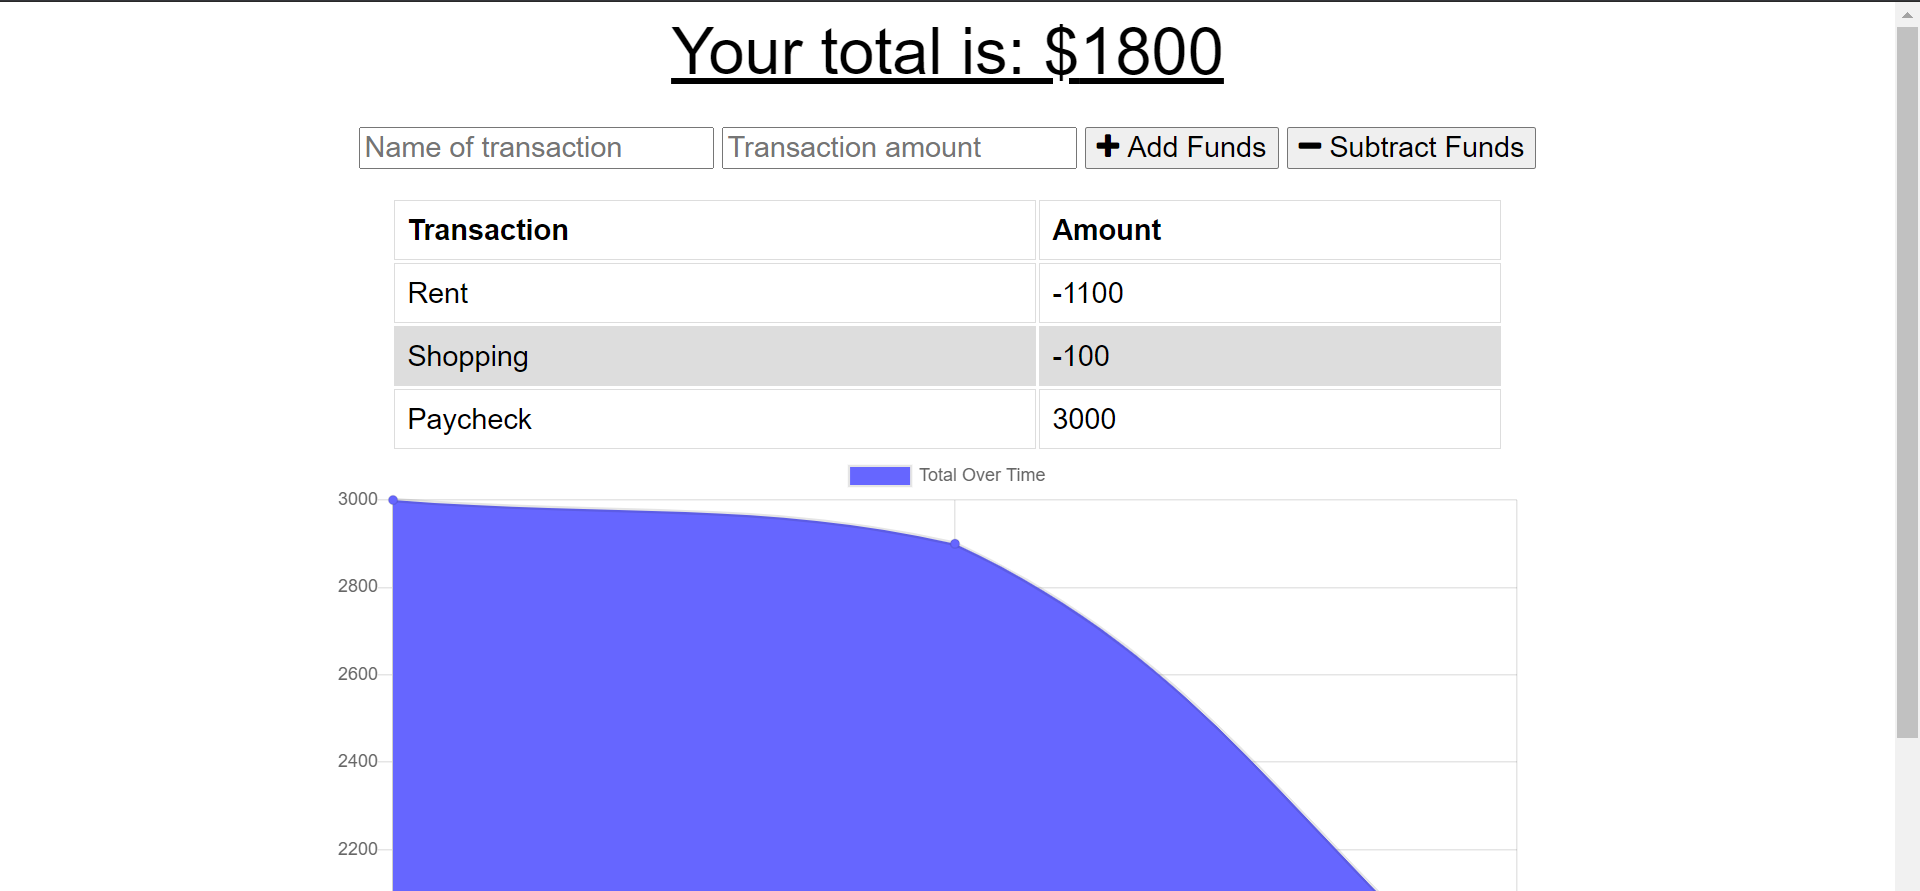 Your total is: $1800
Name of transaction Transaction amount Add Funds Subtract Funds
Transaction Amount
Rent -1100
Shopping -100
Paycheck 3000
Total Over Time
3000
2800
2600
2400
2200